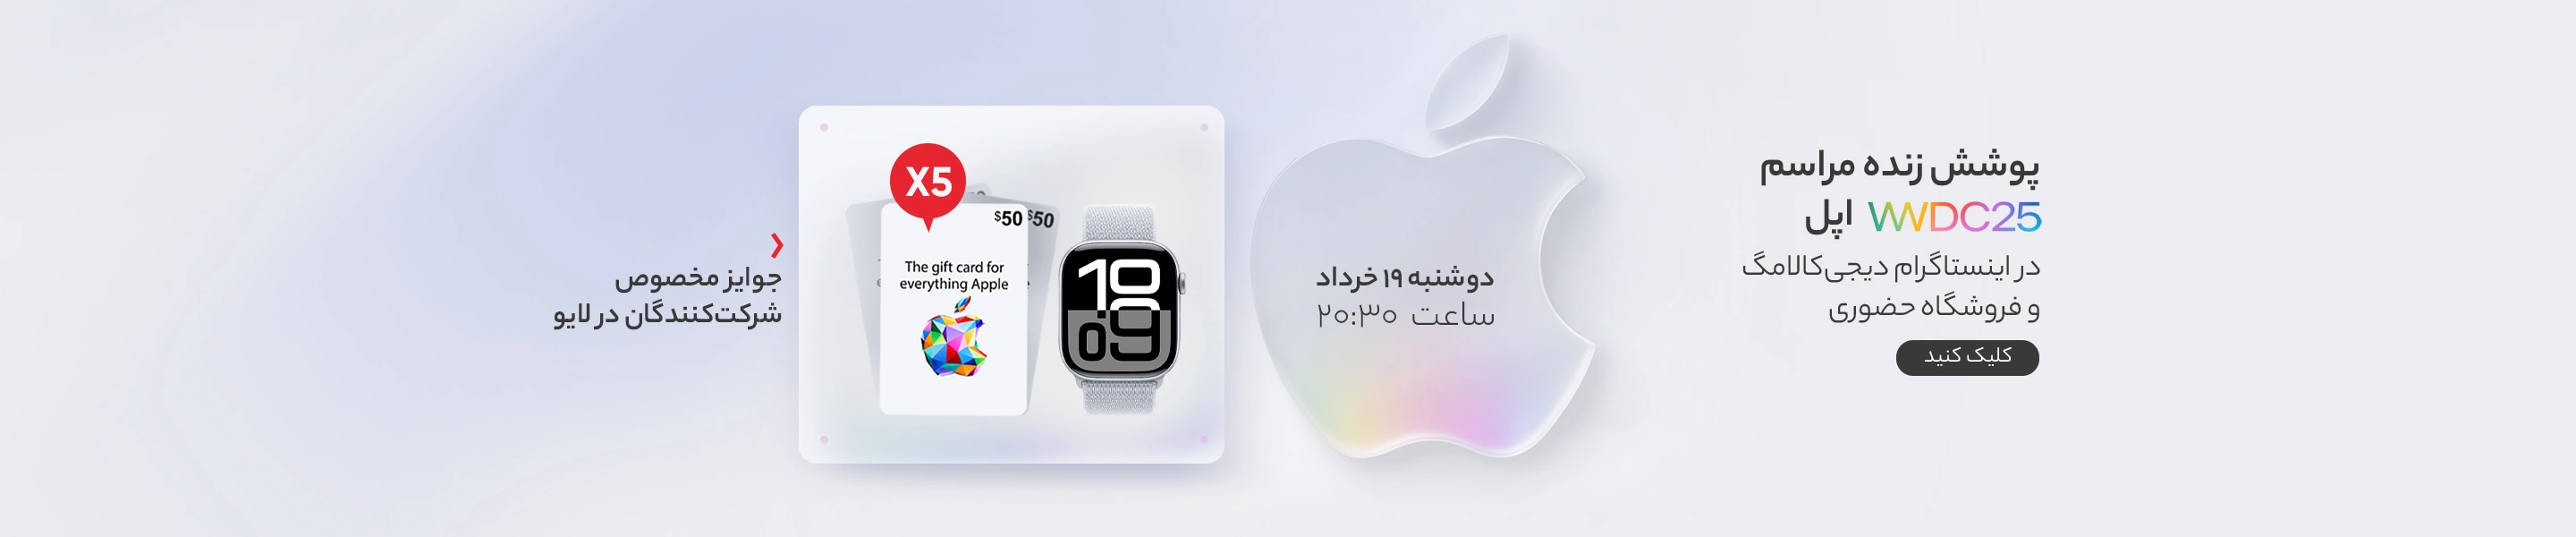 پوشش زنده مراسم
WWDC25 اپل
در اینستاگرام دیجی‌کالامگ
و فروشگاه حضوری
کلیک کنید
دوشنبه ۱۹ خرداد
ساعت ۲۰:۳۰
X5
$50
$50
The gift card for
everything Apple
10
09
جوایز مخصوص
شرکت‌کنندگان در لایو